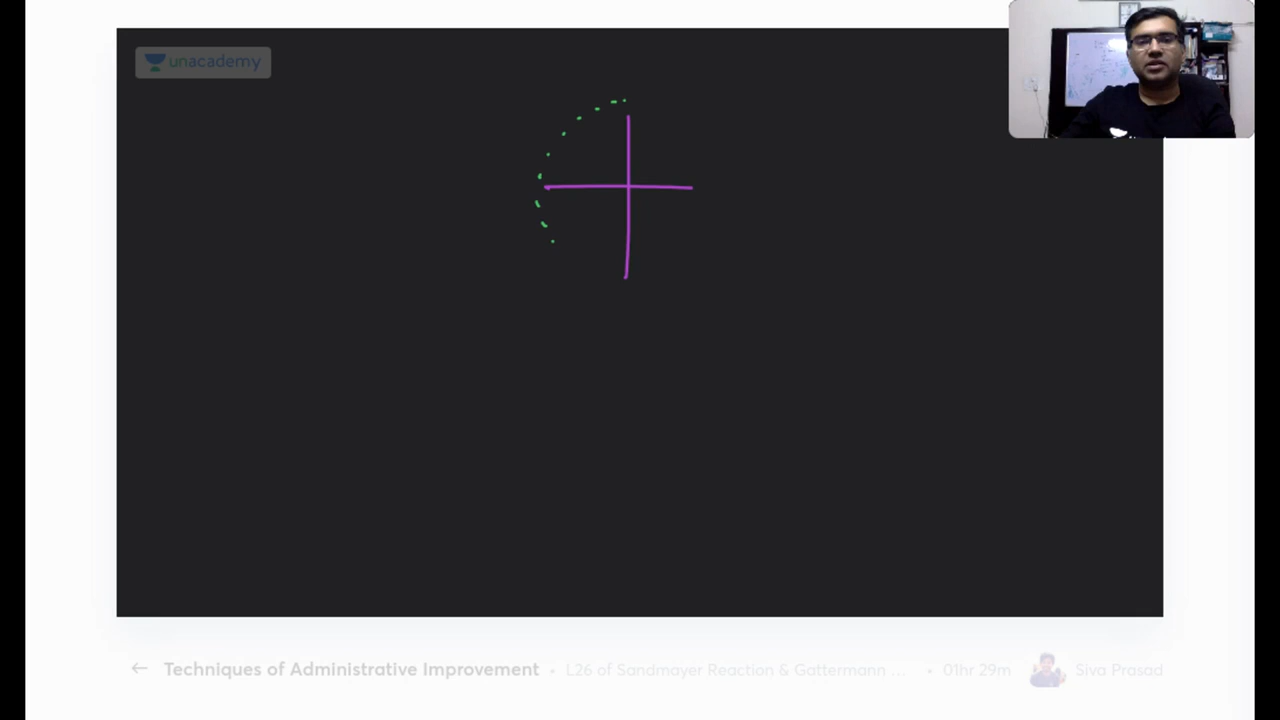 unacademy
← Techniques of Administrative Improvement • L26 of Sandmayer Reaction & Gattermann ... • 01hr 29m Siva Prasad